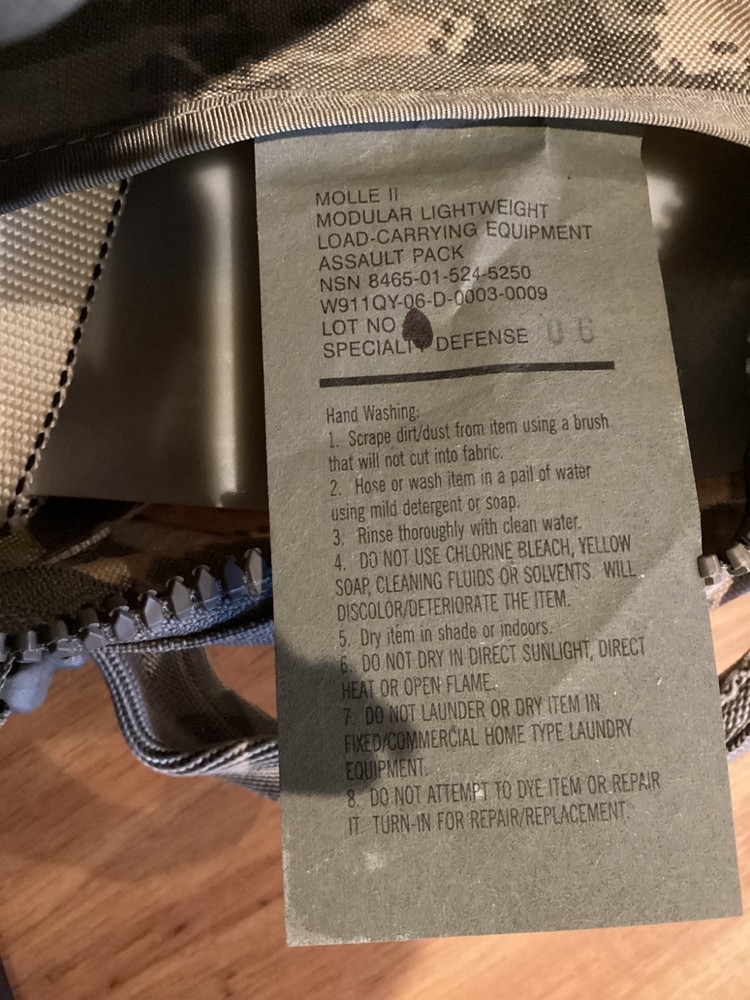 MOLLE II
MODULAR LIGHTWEIGHT
LOAD-CARRYING EQUIPMENT
ASSAULT PACK
NSN 8465-01-524-5250
W911QY-06-D-0003-0009
LOT NO
SPECIALTY DEFENSE 06
Hand Washing:
1. Scrape dirt/dust from item using a brush
that will not cut into fabric.
2. Hose or wash item in a pail of water
using mild detergent or soap.
3. Rinse thoroughly with clean water.
4. DO NOT USE CHLORINE BLEACH, YELLOW
SOAP, CLEANING FLUIDS OR SOLVENTS. WILL
DISCOLOR/DETERIORATE THE ITEM.
5. Dry item in shade or indoors.
6. DO NOT DRY IN DIRECT SUNLIGHT, DIRECT
HEAT OR OPEN FLAME.
7. DO NOT LAUNDER OR DRY ITEM IN
FIXED/COMMERCIAL HOME TYPE LAUNDRY
EQUIPMENT.
8. DO NOT ATTEMPT TO DYE ITEM OR REPAIR
IT. TURN-IN FOR REPAIR/REPLACEMENT.